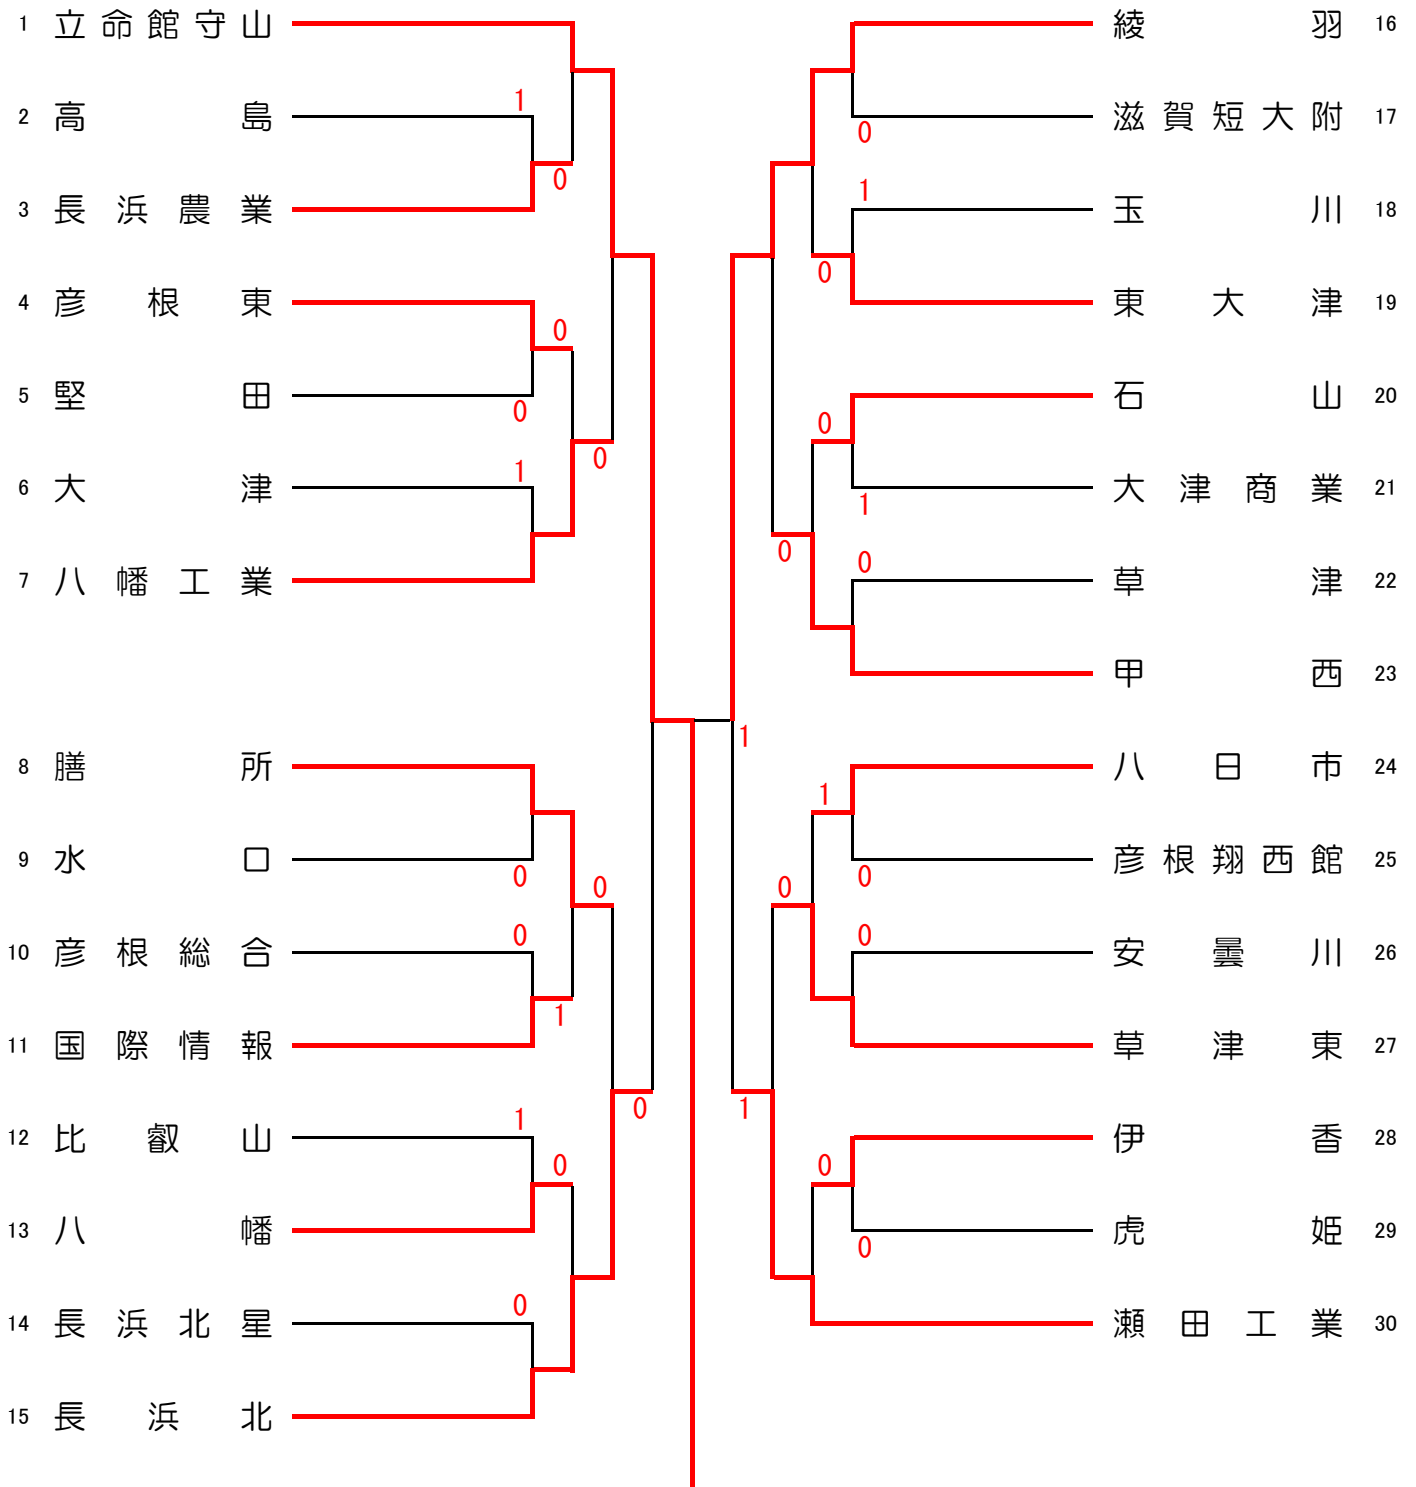 1 立命館守山
1
2 高島
0
3 長浜農業
4 彦根東
0
5 堅田
0
0
6 大津
1
7 八幡工業
8 膳所
9 水口
0
0
10 彦根総合
0
1
11 国際情報
0
12 比叡山
1
0
13 八幡
14 長浜北星
0
15 長浜北
綾羽 16
滋賀短大附 17
0
1
玉川 18
0
東大津 19
石山 20
0
大津商業 21
1
0
0
草津 22
甲西 23
1
八日市 24
1
彦根翔西館 25
0
0
0
安曇川 26
草津東 27
1
伊香 28
0
虎姫 29
0
瀬田工業 30